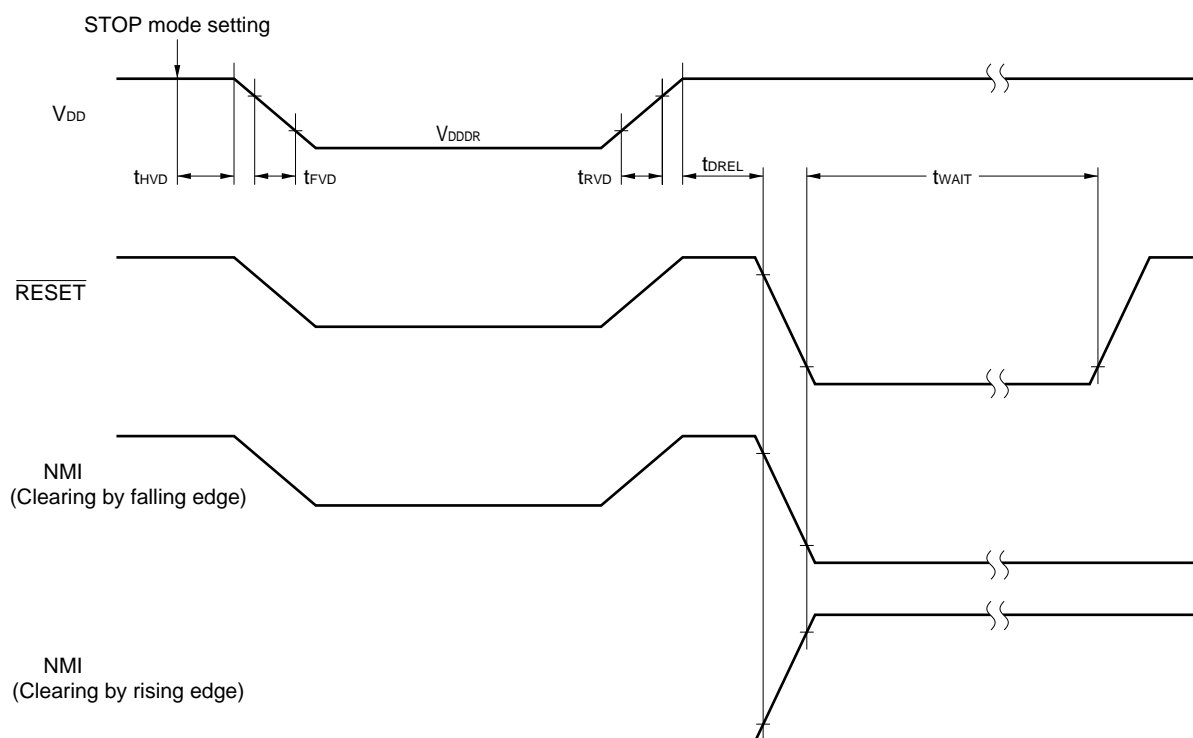 STOP mode setting
VDD
VDDDR
tHVD
tFVD
tRVD
tDREL
tWAIT
RESET
NMI
(Clearing by falling edge)
NMI
(Clearing by rising edge)